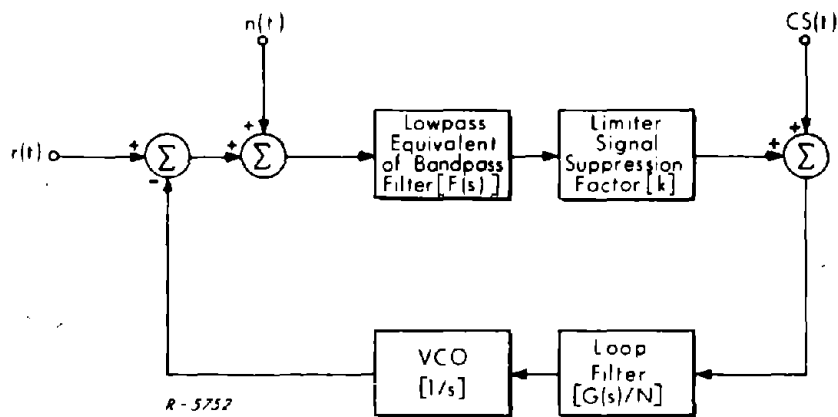 n(t)
CS(t)
r(t)
+
-
Σ
+
+
Σ
Lowpass
Equivalent
of Bandpass
Filter[F(s)]
Limiter
Signal
Suppression
Factor[k]
+
+
Σ
VCO
[1/s]
Loop
Filter
[G(s)/N]
R-5752